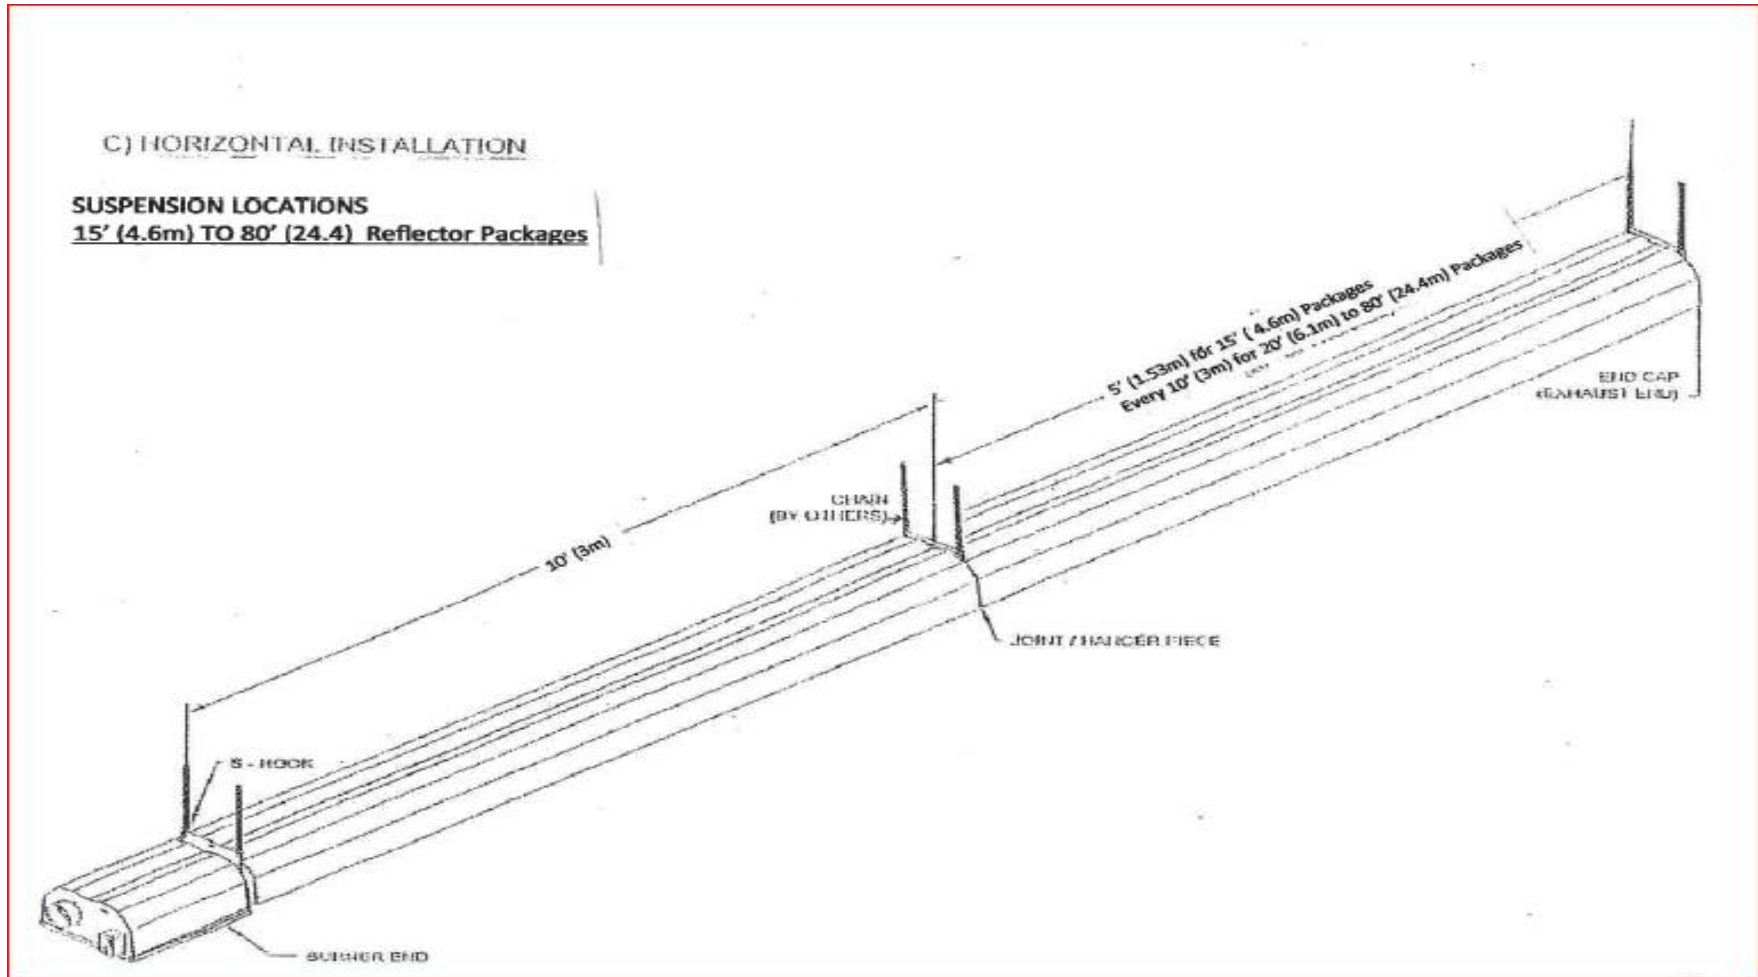 C) HORIZONTAL INSTALLATION
SUSPENSION LOCATIONS
15' (4.6m) TO 80' (24.4) Reflector Packages
5' (1.53m) for 15' ( 4.6m) Packages
Every 10' (3m) for 20' (6.1m) to 80' (24.4m) Packages
END CAP
(EXHAUST END)
CHAIN
(BY OTHERS)
10' (3m)
JOINT / HANGER PIECE
S - HOOK
BURNER END